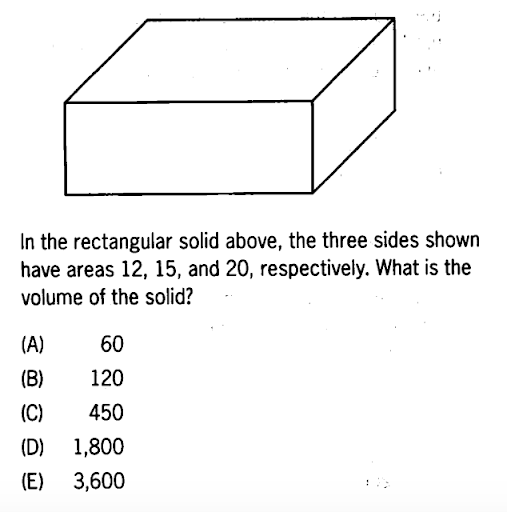 In the rectangular solid above, the three sides shown
have areas 12, 15, and 20, respectively. What is the
volume of the solid?
(A) 60
(B) 120
(C) 450
(D) 1,800
(E) 3,600